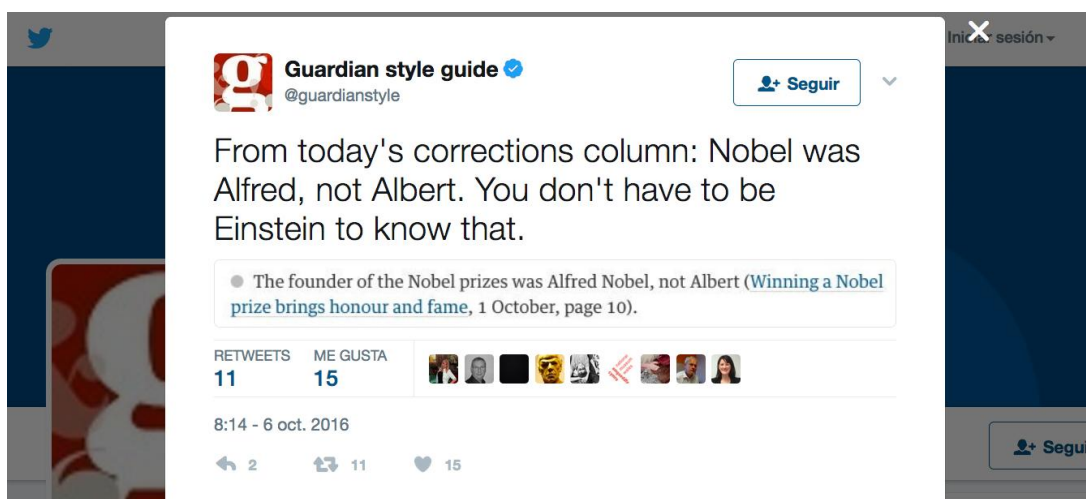 Iniciar sesión
Guardian style guide
@guardianstyle
Seguir
From today's corrections column: Nobel was
Alfred, not Albert. You don't have to be
Einstein to know that.
The founder of the Nobel prizes was Alfred Nobel, not Albert (Winning a Nobel
prize brings honour and fame, 1 October, page 10).
RETWEETS ME GUSTA
11 15
8:14 - 6 oct. 2016
2 11 15
Segui
g
g